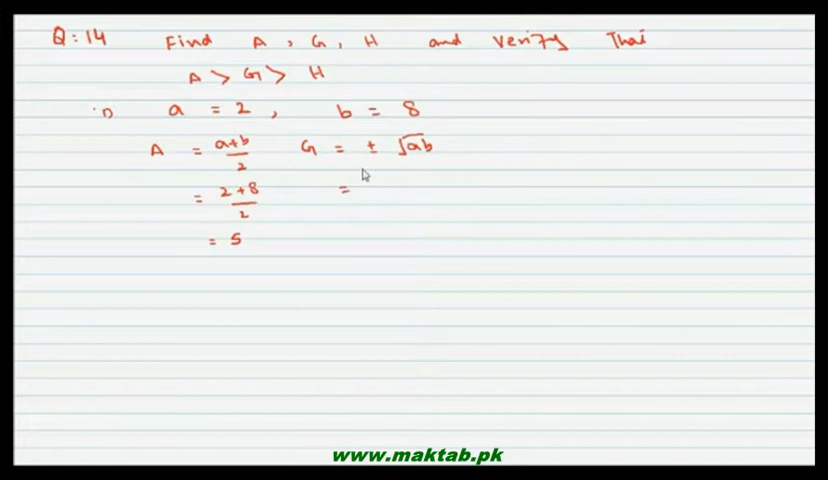 Q:14 Find A, G, H and verify That
A > G > H
i) a = 2, b = 8
A = a+b/2 G = ± √ab
= 2+8/2 =
= 5
www.maktab.pk